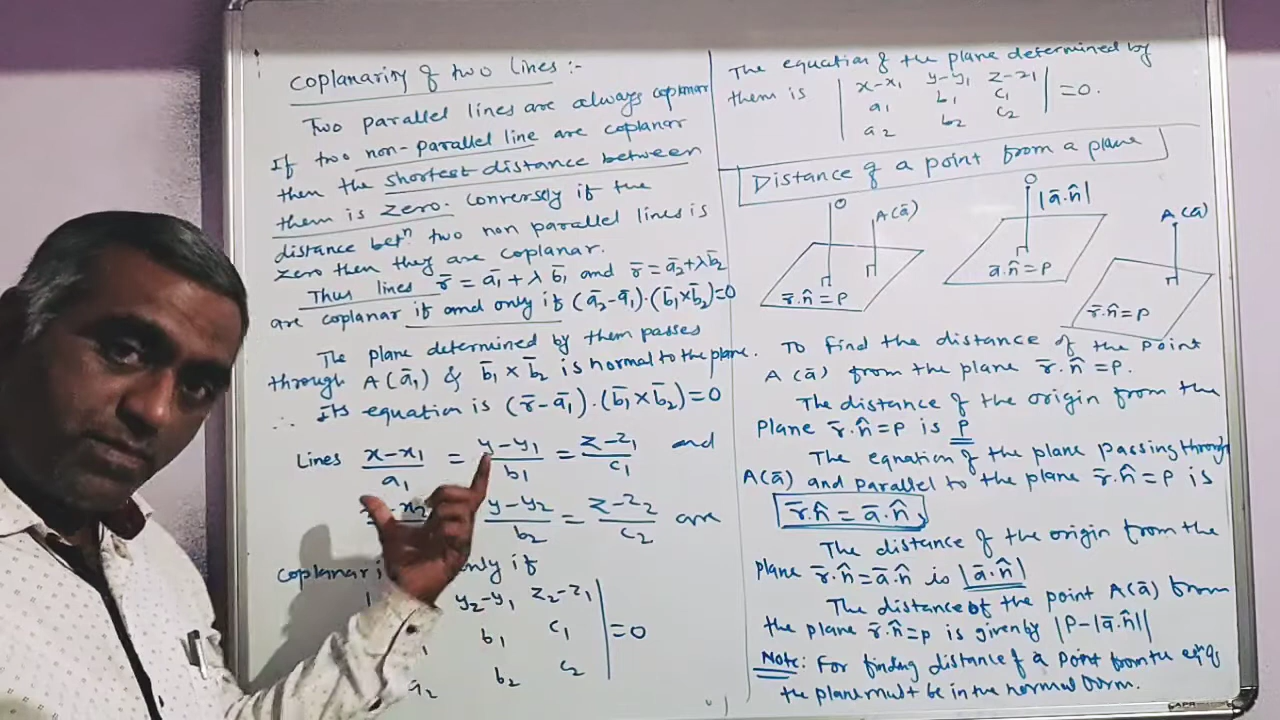 Coplanarity of two lines :-
Two parallel lines are always coplanar
If two non-parallel line are coplanar
then the shortest distance between
them is zero. conversely if the
distance betⁿ two non parallel lines is
zero then they are coplanar.
Thus lines r̄ = ā₁ + λ b̄₁ and r̄ = ā₂ + λ b̄₂
are coplanar if and only if (ā₂-ā₁).(b̄₁×b̄₂)=0
The plane determined by them passes
through A(ā₁) & b̄₁ × b̄₂ is normal to the plane.
∴ Its equation is (r̄-ā₁).(b̄₁×b̄₂)=0
Lines x-x₁/a₁ = y-y₁/b₁ = z-z₁/c₁ and
-x₂ y-y₂/b₂ = z-z₂/c₂ are
coplanar i only if
y₂-y₁ z₂-z₁
b₁ c₁ =0
a₂ b₂ c₂
The equation of the plane determined by
them is | x-x₁ y-y₁ z-z₁ |
a₁ b₁ c₁ =0.
a₂ b₂ c₂
Distance of a point from a plane
O A(ā) r̄.n̂=P
O |ā.n̂| ā.n̂=P
A(ā) r̄.n̂=P
To find the distance of the point
A(ā) from the plane r̄.n̂=P.
The distance of the origin from the
plane r̄.n̂=P is P
The equation of the plane passing through
A(ā) and parallel to the plane r̄.n̂=P is
r̄.n̂ = ā.n̂
The distance of the origin from the
plane r̄.n̂=ā.n̂ is |ā.n̂|
The distance of the point A(ā) from
the plane r̄.n̂=p is given by |P-|ā.n̂||
Note: For finding distance of a point from the eqⁿ of
the plane must be in the normal form.